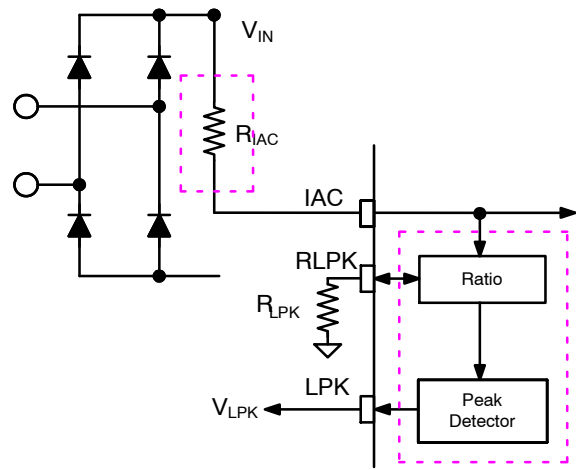 VIN
RIAC
IAC
RLPK
Ratio
RLPK
LPK
VLPK
Peak
Detector